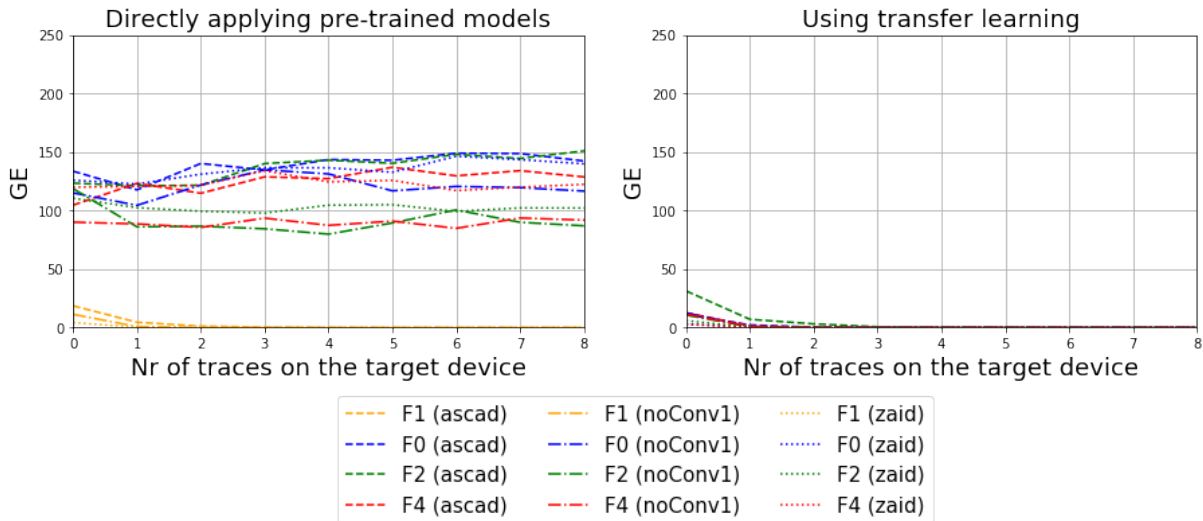 Directly applying pre-trained models
Using transfer learning
250
200
150
100
50
0
GE
0 1 2 3 4 5 6 7 8
Nr of traces on the target device
250
200
150
100
50
0
GE
0 1 2 3 4 5 6 7 8
Nr of traces on the target device
F1 (ascad) F1 (noConv1) F1 (zaid)
F0 (ascad) F0 (noConv1) F0 (zaid)
F2 (ascad) F2 (noConv1) F2 (zaid)
F4 (ascad) F4 (noConv1) F4 (zaid)